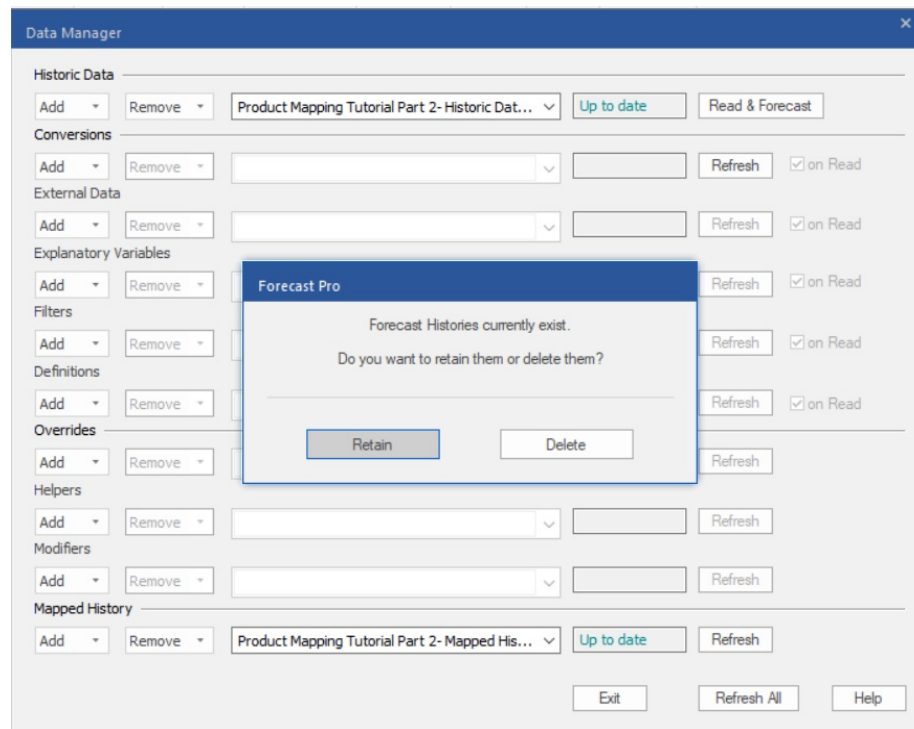 Data Manager
Historic Data
Add Remove Product Mapping Tutorial Part 2- Historic Dat... Up to date Read & Forecast
Conversions
Add Remove Refresh on Read
External Data
Add Remove Refresh on Read
Explanatory Variables
Add Remove Refresh on Read
Filters
Add Remove Refresh on Read
Definitions
Add Remove Refresh on Read
Overrides
Add Remove Refresh
Helpers
Add Remove Refresh
Modifiers
Add Remove Refresh
Mapped History
Add Remove Product Mapping Tutorial Part 2- Mapped His... Up to date Refresh
Exit Refresh All Help
Forecast Pro
Forecast Histories currently exist.
Do you want to retain them or delete them?
Retain Delete